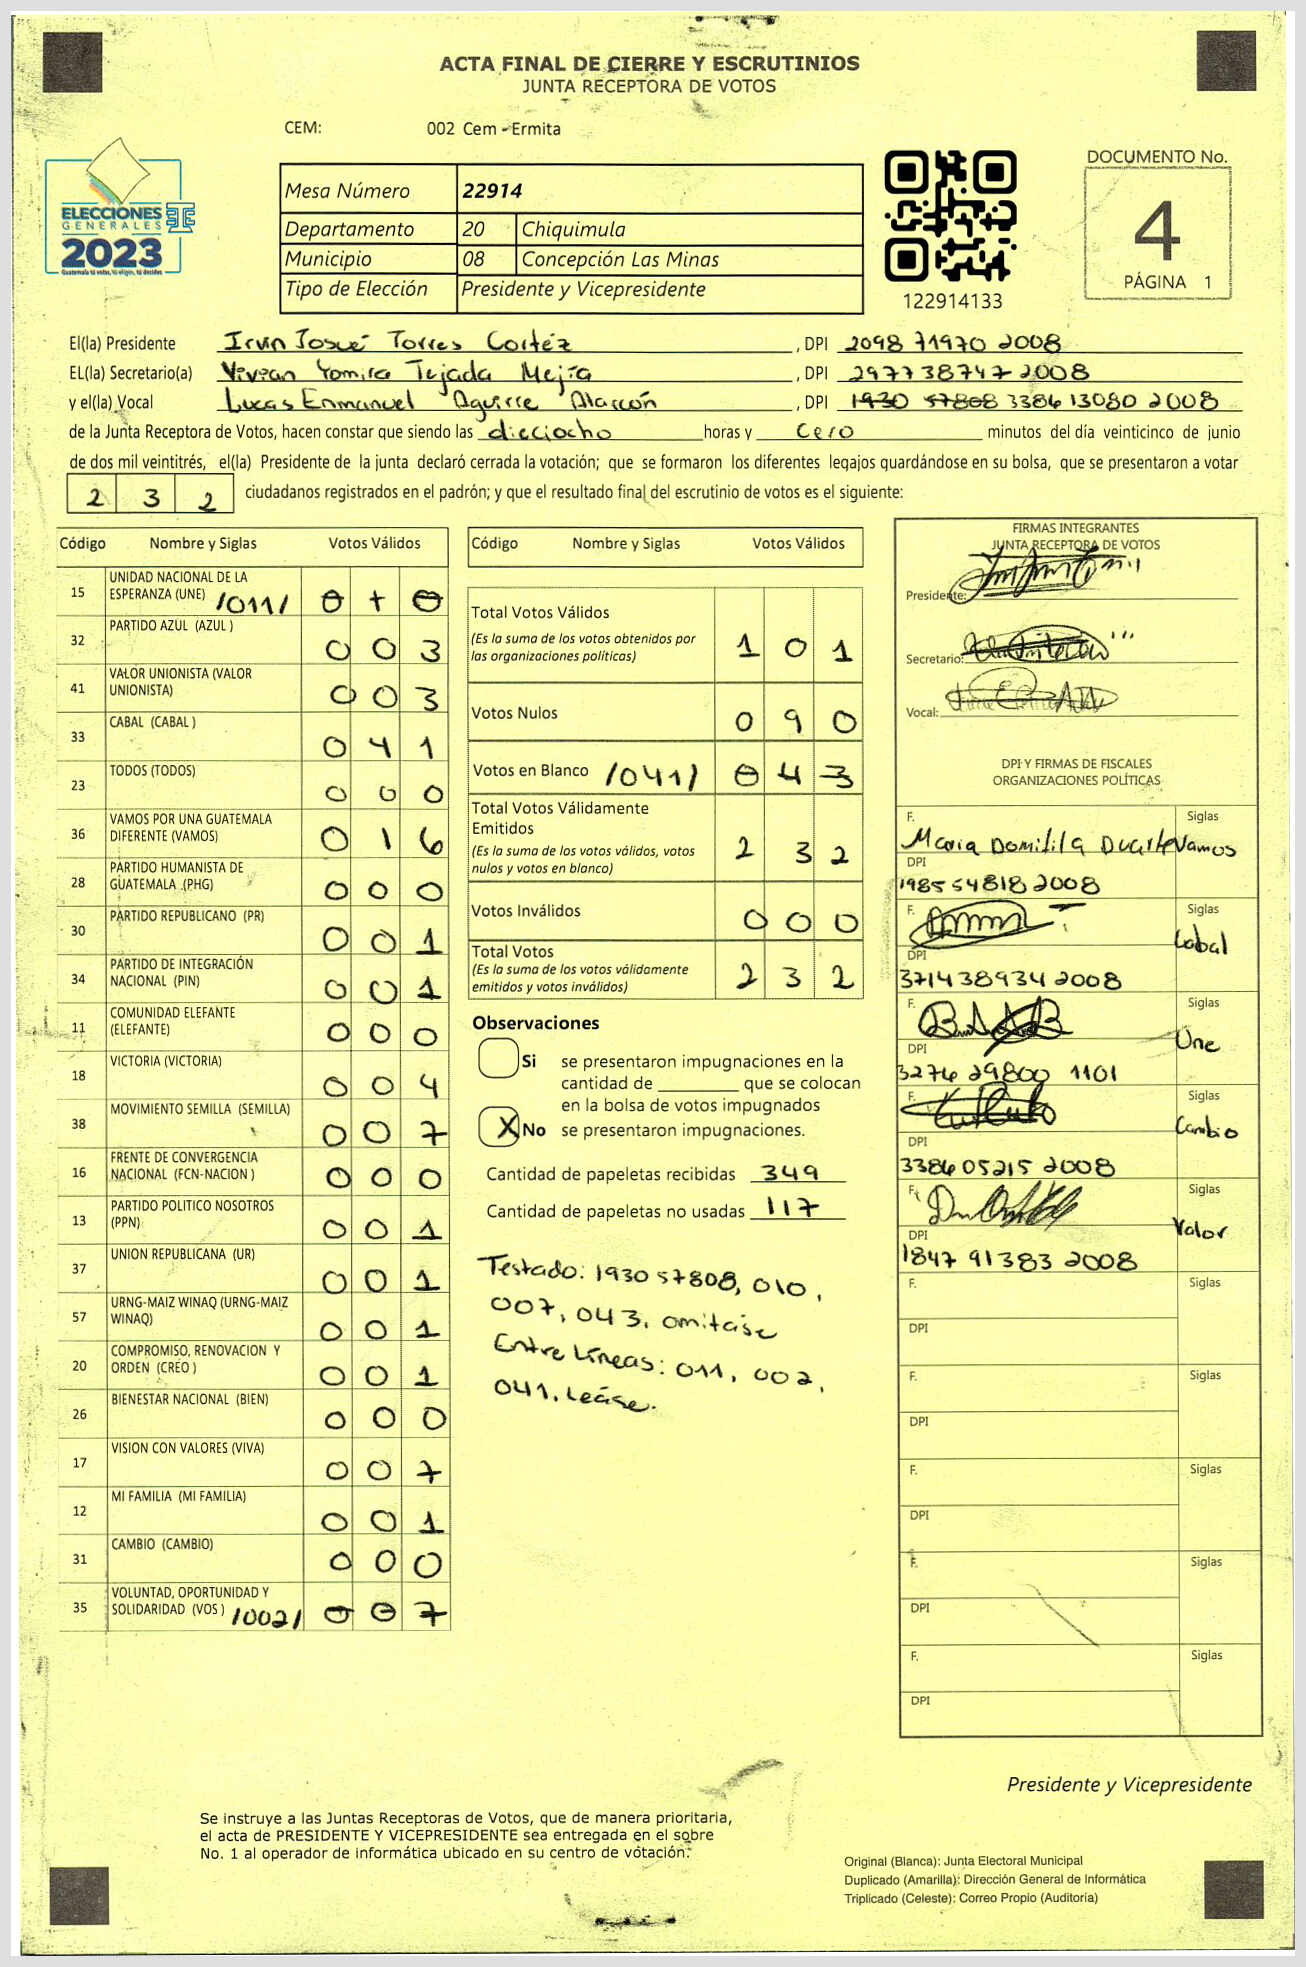 ACTA FINAL DE CIERRE Y ESCRUTINIOS
JUNTA RECEPTORA DE VOTOS
CEM: 002 Cem - Ermita
ELECCIONES
GENERALES
2023
Guatemala tú votas, tú eliges, tú decides
Mesa Número 22914
Departamento 20 Chiquimula
Municipio 08 Concepción Las Minas
Tipo de Elección Presidente y Vicepresidente
122914133
DOCUMENTO No.
4
PÁGINA 1
El(la) Presidente Irvin Josué Torres Cortéz , DPI 2098 71970 2008
EL(la) Secretario(a) Vivian Yomira Tejada Mejía , DPI 297738747 2008
y el(la) Vocal Lucas Enmanuel Aguirre Alarcón , DPI 1930 57808 338613080 2008
de la Junta Receptora de Votos, hacen constar que siendo las dieciocho horas y cero minutos del día veinticinco de junio
de dos mil veintitrés, el(la) Presidente de la junta declaró cerrada la votación; que se formaron los diferentes legajos guardándose en su bolsa, que se presentaron a votar
2 3 2 ciudadanos registrados en el padrón; y que el resultado final del escrutinio de votos es el siguiente:
Código Nombre y Siglas Votos Válidos
15 UNIDAD NACIONAL DE LA
ESPERANZA (UNE) /011/ 0 1 0
32 PARTIDO AZUL (AZUL ) 0 0 3
41 VALOR UNIONISTA (VALOR
UNIONISTA) 0 0 3
33 CABAL (CABAL ) 0 4 1
23 TODOS (TODOS) 0 0 0
36 VAMOS POR UNA GUATEMALA
DIFERENTE (VAMOS) 0 1 6
28 PARTIDO HUMANISTA DE
GUATEMALA (PHG) 0 0 0
30 PARTIDO REPUBLICANO (PR) 0 0 1
34 PARTIDO DE INTEGRACIÓN
NACIONAL (PIN) 0 0 1
11 COMUNIDAD ELEFANTE
(ELEFANTE) 0 0 0
18 VICTORIA (VICTORIA) 0 0 4
38 MOVIMIENTO SEMILLA (SEMILLA) 0 0 7
16 FRENTE DE CONVERGENCIA
NACIONAL (FCN-NACION ) 0 0 0
13 PARTIDO POLITICO NOSOTROS
(PPN) 0 0 1
37 UNION REPUBLICANA (UR) 0 0 1
57 URNG-MAIZ WINAQ (URNG-MAIZ
WINAQ) 0 0 1
20 COMPROMISO, RENOVACION Y
ORDEN (CREO ) 0 0 1
26 BIENESTAR NACIONAL (BIEN) 0 0 0
17 VISION CON VALORES (VIVA) 0 0 7
12 MI FAMILIA (MI FAMILIA) 0 0 1
31 CAMBIO (CAMBIO) 0 0 0
35 VOLUNTAD, OPORTUNIDAD Y
SOLIDARIDAD (VOS ) /002/ 0 0 7
Código Nombre y Siglas Votos Válidos
Total Votos Válidos
(Es la suma de los votos obtenidos por
las organizaciones políticas) 1 0 1
Votos Nulos 0 9 0
Votos en Blanco /041/ 0 4 3
Total Votos Válidamente
Emitidos
(Es la suma de los votos válidos, votos
nulos y votos en blanco) 2 3 2
Votos Inválidos 0 0 0
Total Votos
(Es la suma de los votos válidamente
emitidos y votos inválidos) 2 3 2
Observaciones
Si se presentaron impugnaciones en la
cantidad de ________ que se colocan
en la bolsa de votos impugnados
X No se presentaron impugnaciones.
Cantidad de papeletas recibidas 349
Cantidad de papeletas no usadas 117
Testado: 1930 57808, 010,
007, 043, omitáse
Entre líneas: 011, 002,
041, Leáse.
FIRMAS INTEGRANTES
JUNTA RECEPTORA DE VOTOS
Presidente:
Secretario:
Vocal:
DPI Y FIRMAS DE FISCALES
ORGANIZACIONES POLÍTICAS
F. Siglas
Maria Domitila Duarte Vamos
DPI
198554818 2008
F. Siglas
Cabal
DPI
371438934 2008
F. Siglas
Une
DPI
3276 29800 1101
F. Siglas
Cambio
DPI
338605215 2008
F. Siglas
Valor
DPI
1847 91383 2008
F. Siglas
DPI
F. Siglas
DPI
F. Siglas
DPI
F. Siglas
DPI
F. Siglas
DPI
Presidente y Vicepresidente
Se instruye a las Juntas Receptoras de Votos, que de manera prioritaria,
el acta de PRESIDENTE Y VICEPRESIDENTE sea entregada en el sobre
No. 1 al operador de informática ubicado en su centro de votación.
Original (Blanca): Junta Electoral Municipal
Duplicado (Amarilla): Dirección General de Informática
Triplicado (Celeste): Correo Propio (Auditoría)